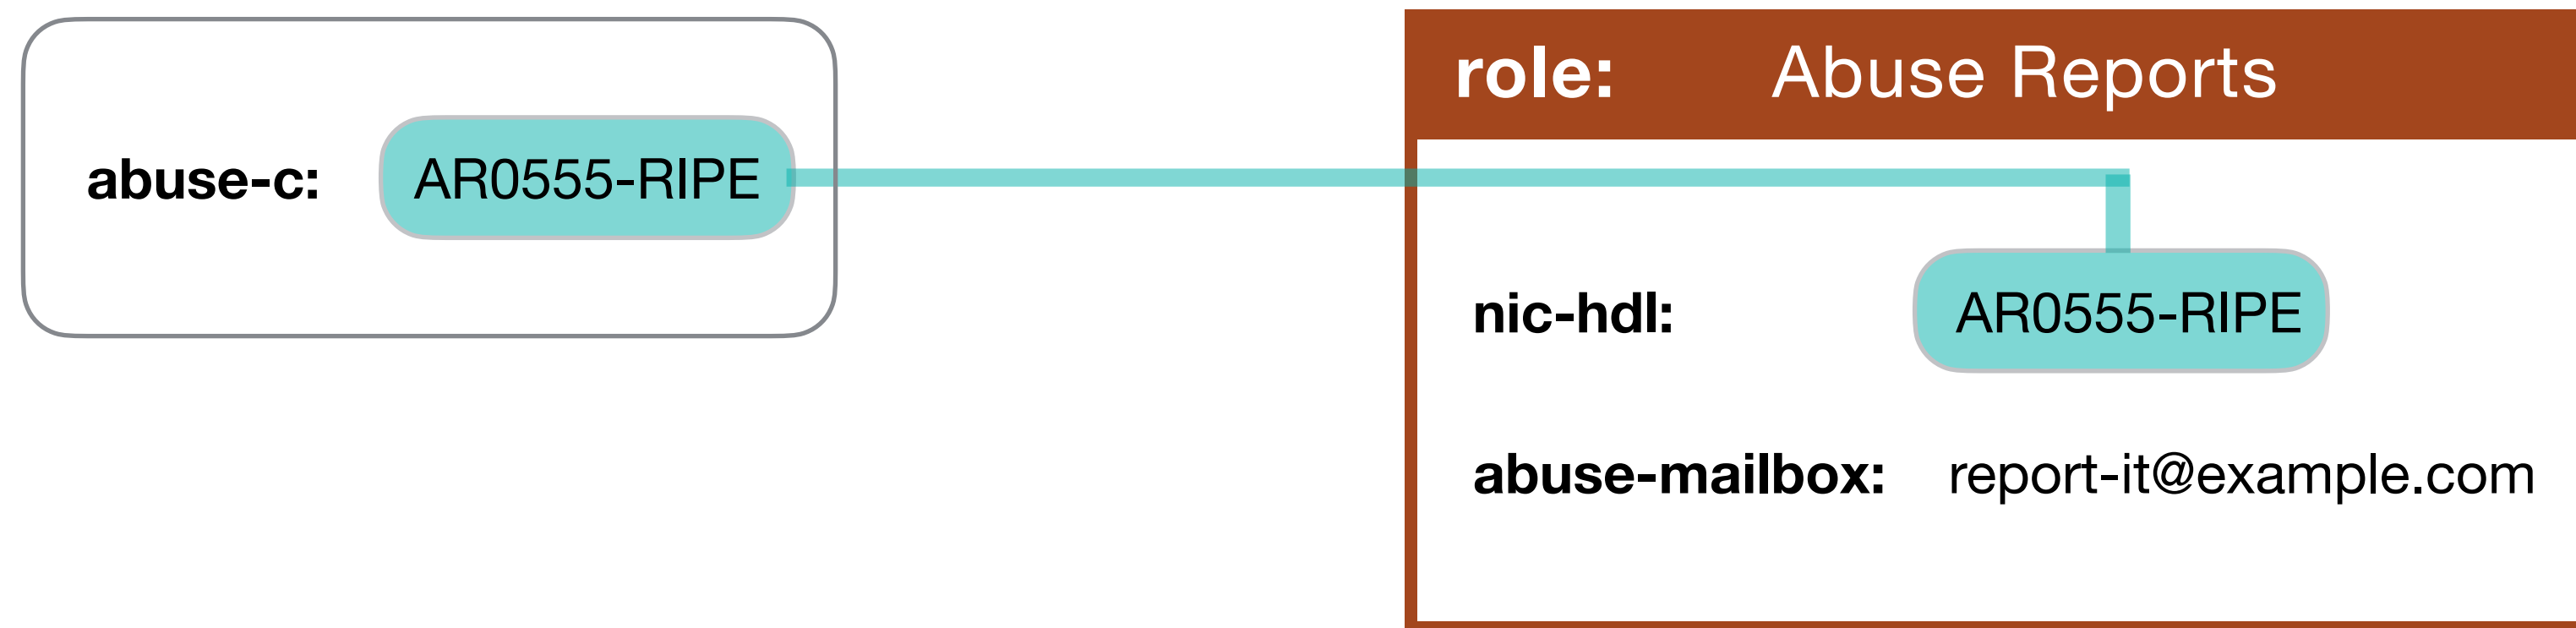 abuse-c: AR0555-RIPE
role: Abuse Reports
nic-hdl: AR0555-RIPE
abuse-mailbox: report-it@example.com